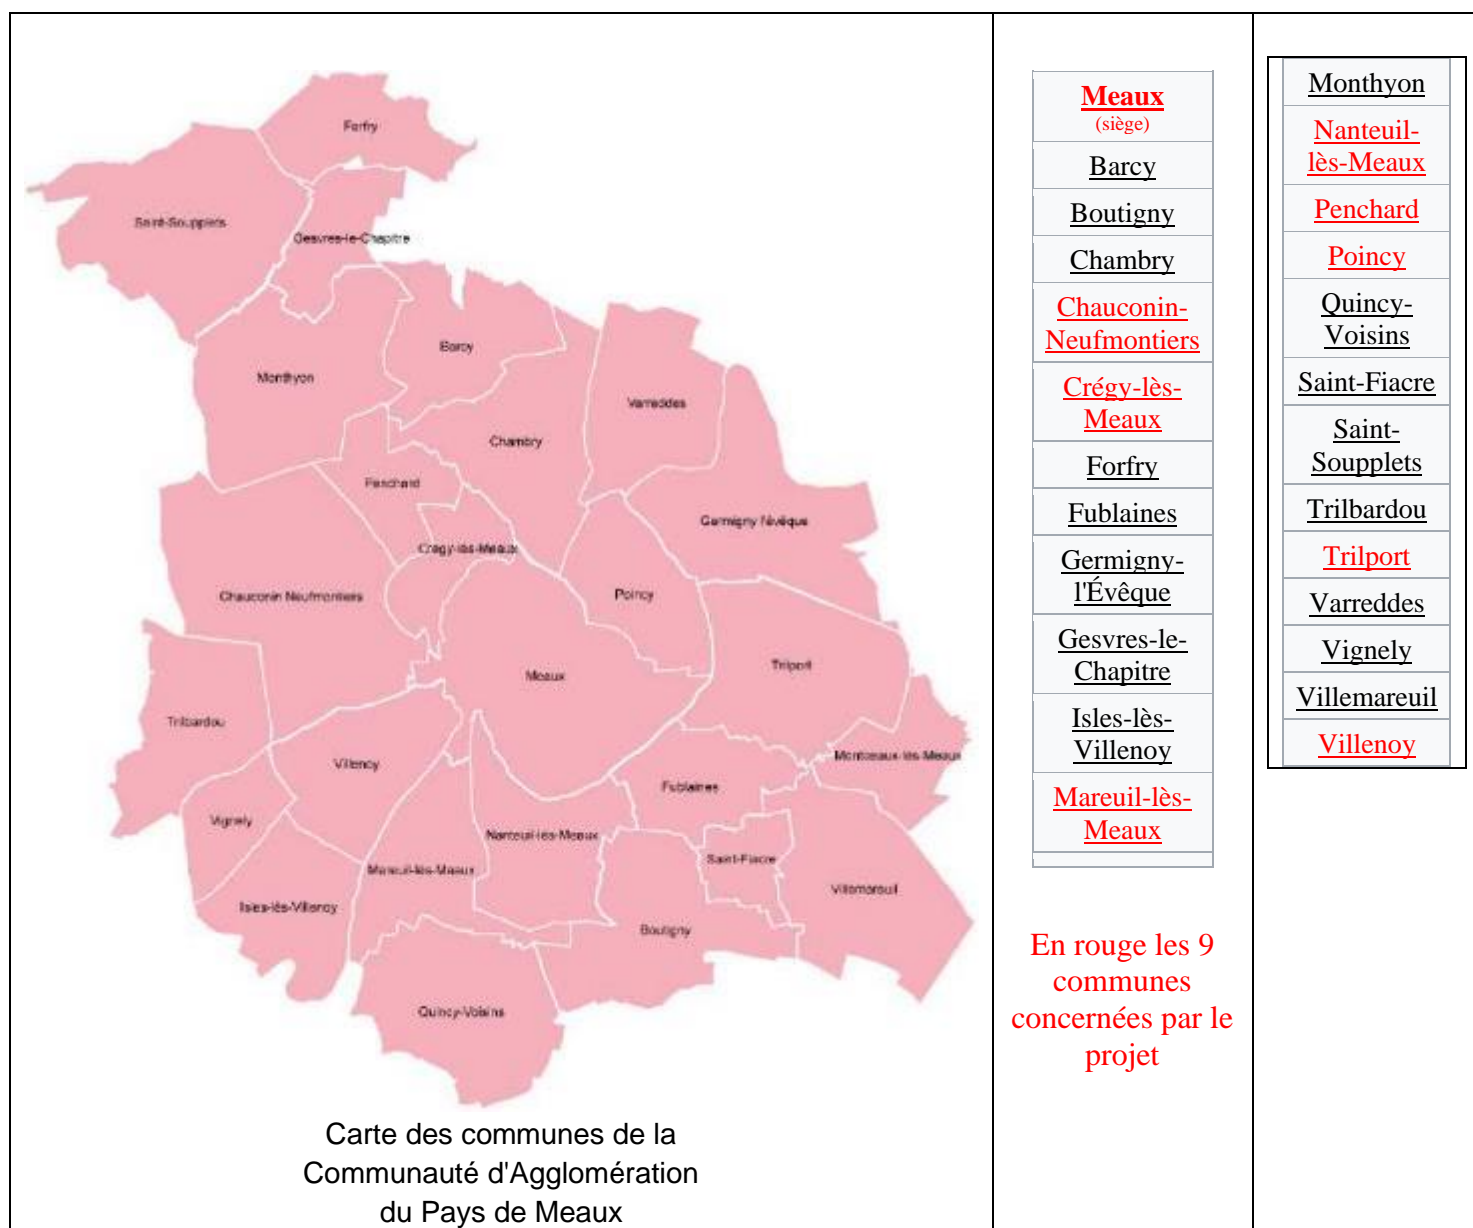 Forfry
Saint-Soupplets
Gesvres-le-Chapitre
Barcy
Monthyon
Varreddes
Chambry
Penchard
Germigny l'évêque
Crégy-lès-Meaux
Chauconin Neufmontiers
Poincy
Trilport
Meaux
Trilbardou
Villenoy
Montceaux-lès-Meaux
Fublaines
Vignely
Nanteuil-lès-Meaux
Saint-Fiacre
Mareuil-lès-Meaux
Villemareuil
Isles-lès-Villenoy
Boutigny
Quincy-Voisins
Carte des communes de la
Communauté d'Agglomération
du Pays de Meaux
Meaux
(siège)
Barcy
Boutigny
Chambry
Chauconin-
Neufmontiers
Crégy-lès-
Meaux
Forfry
Fublaines
Germigny-
l'Évêque
Gesvres-le-
Chapitre
Isles-lès-
Villenoy
Mareuil-lès-
Meaux
En rouge les 9
communes
concernées par le
projet
Monthyon
Nanteuil-
lès-Meaux
Penchard
Poincy
Quincy-
Voisins
Saint-Fiacre
Saint-
Soupplets
Trilbardou
Trilport
Varreddes
Vignely
Villemareuil
Villenoy